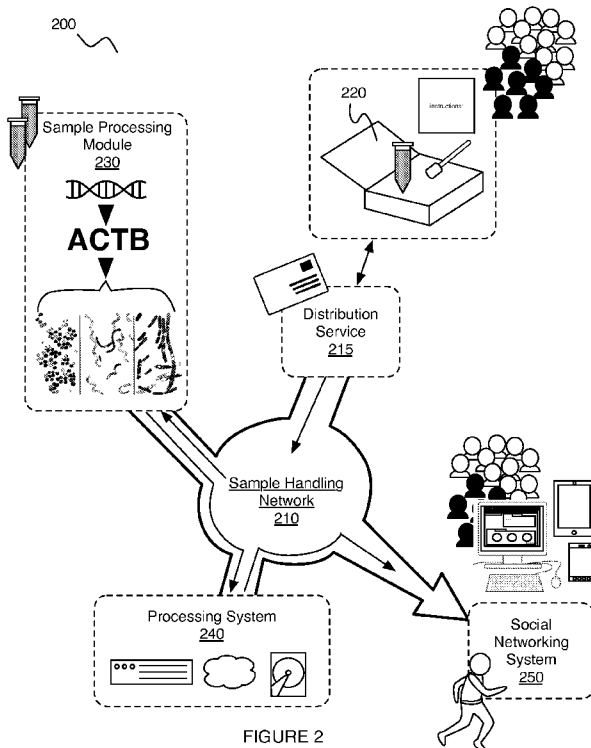 200
220
instructions:
Sample Processing
Module
230
ACTB
Distribution
Service
215
Sample Handling
Network
210
Processing System
240
Social
Networking
System
250
FIGURE 2